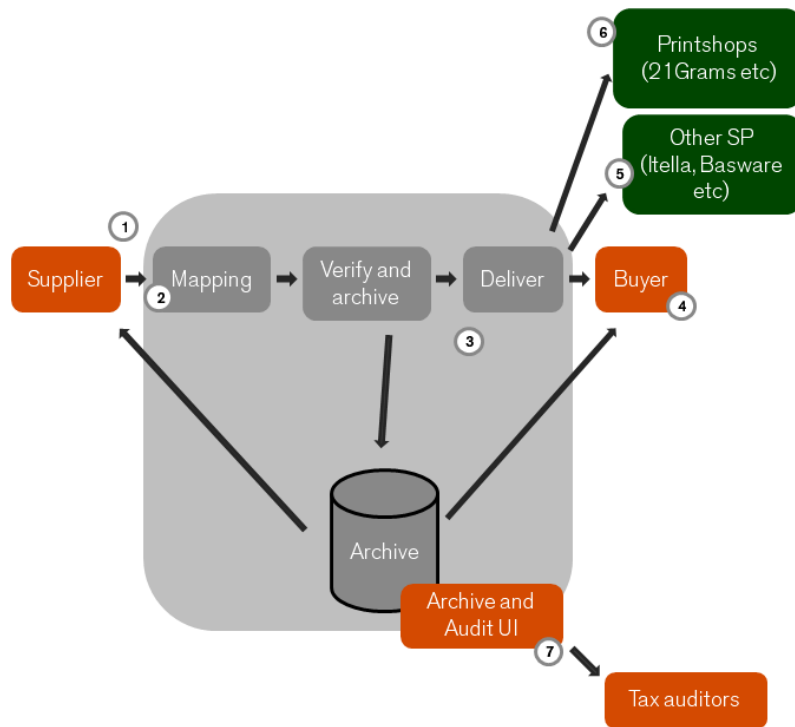 6
Printshops
(21Grams etc)
Other SP
(Itella, Basware
etc)
5
1
Supplier
Mapping
2
Verify and
archive
Deliver
Buyer
3
4
Archive
Archive and
Audit UI
7
Tax auditors